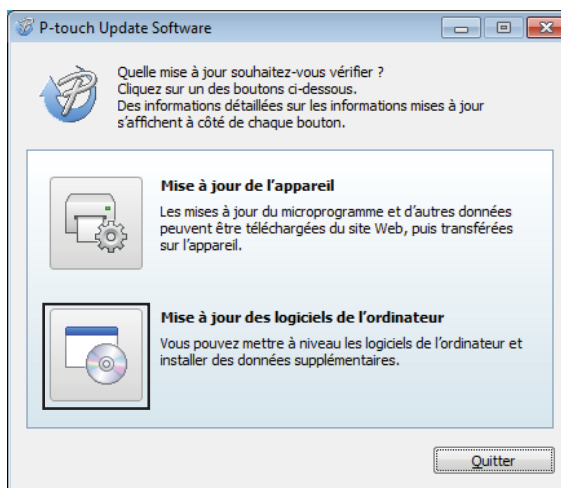 P-touch Update Software
Quelle mise à jour souhaitez-vous vérifier ?
Cliquez sur un des boutons ci-dessous.
Des informations détaillées sur les informations mises à jour
s'affichent à côté de chaque bouton.
Mise à jour de l'appareil
Les mises à jour du microprogramme et d'autres données
peuvent être téléchargées du site Web, puis transférées
sur l'appareil.
Mise à jour des logiciels de l'ordinateur
Vous pouvez mettre à niveau les logiciels de l'ordinateur et
installer des données supplémentaires.
Quitter